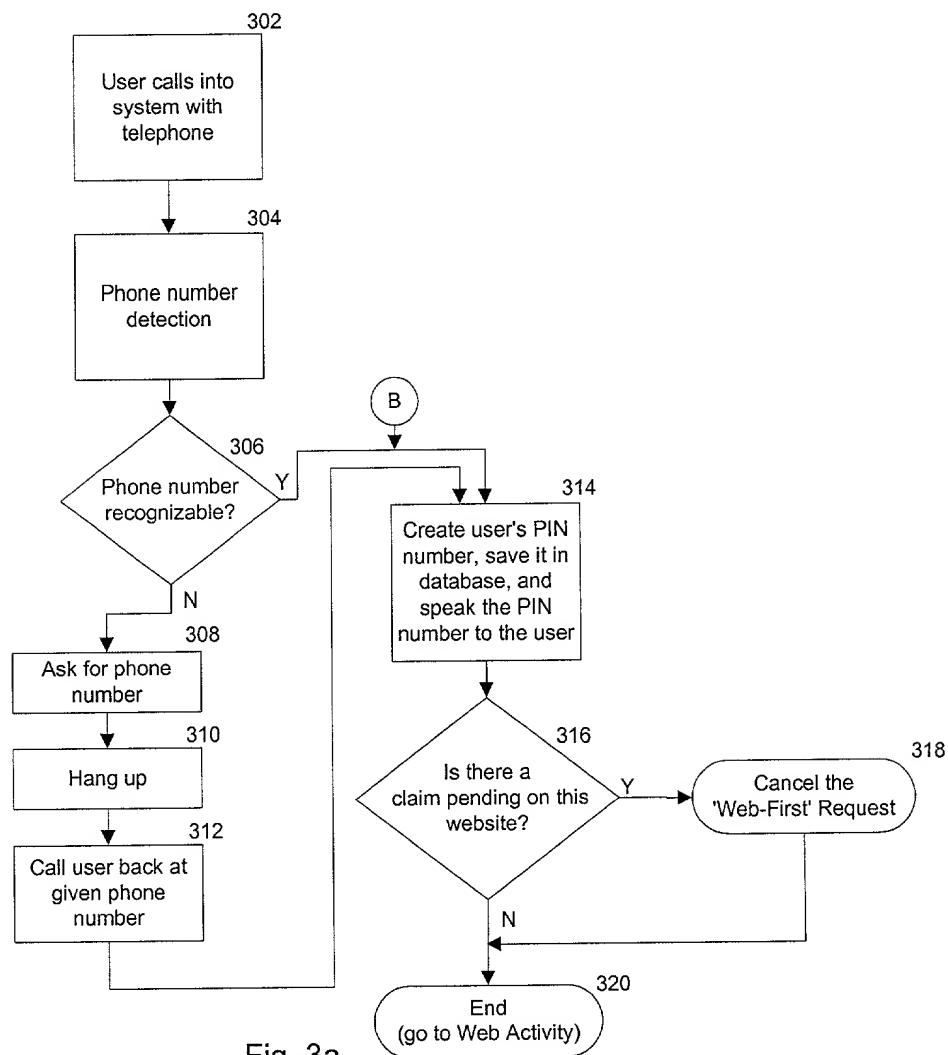 302
User calls into
system with
telephone
304
Phone number
detection
B
306
Phone number
recognizable?
Y
N
308
Ask for phone
number
310
Hang up
312
Call user back at
given phone
number
314
Create user's PIN
number, save it in
database, and
speak the PIN
number to the user
316
Is there a
claim pending on this
website?
Y
N
318
Cancel the
'Web-First' Request
320
End
(go to Web Activity)
Fig. 3a